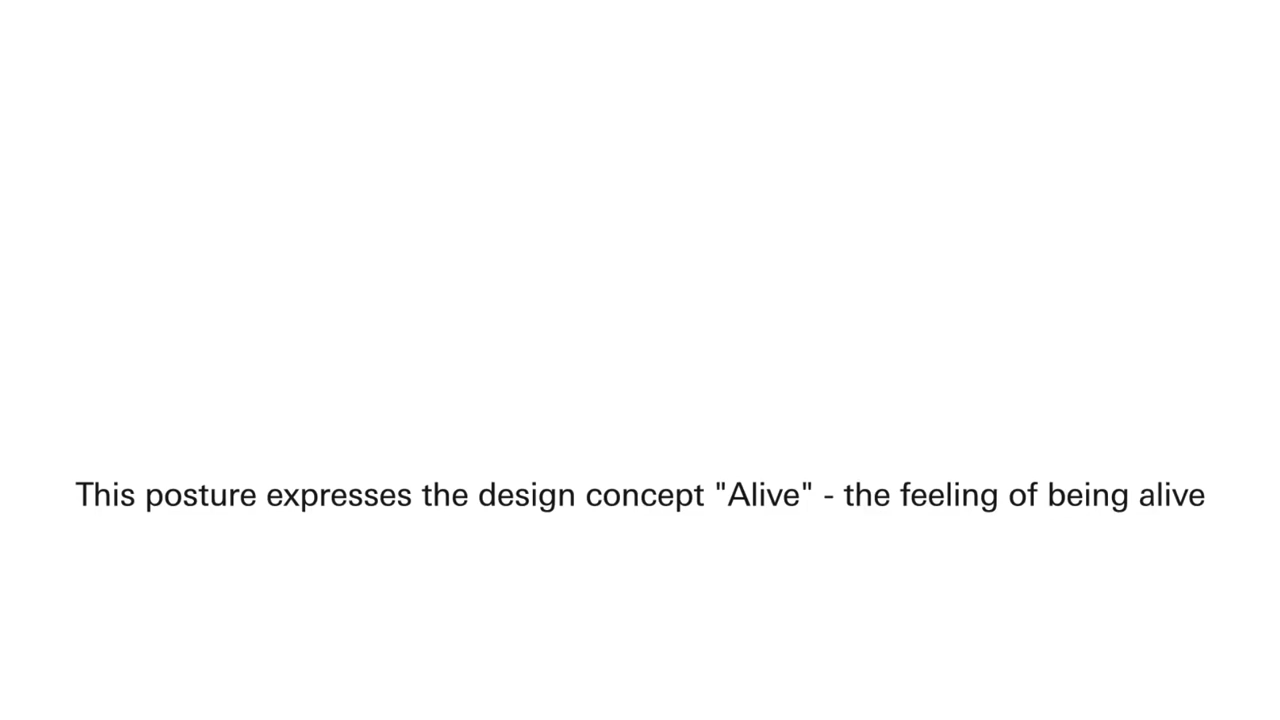 This posture expresses the design concept "Alive" - the feeling of being alive